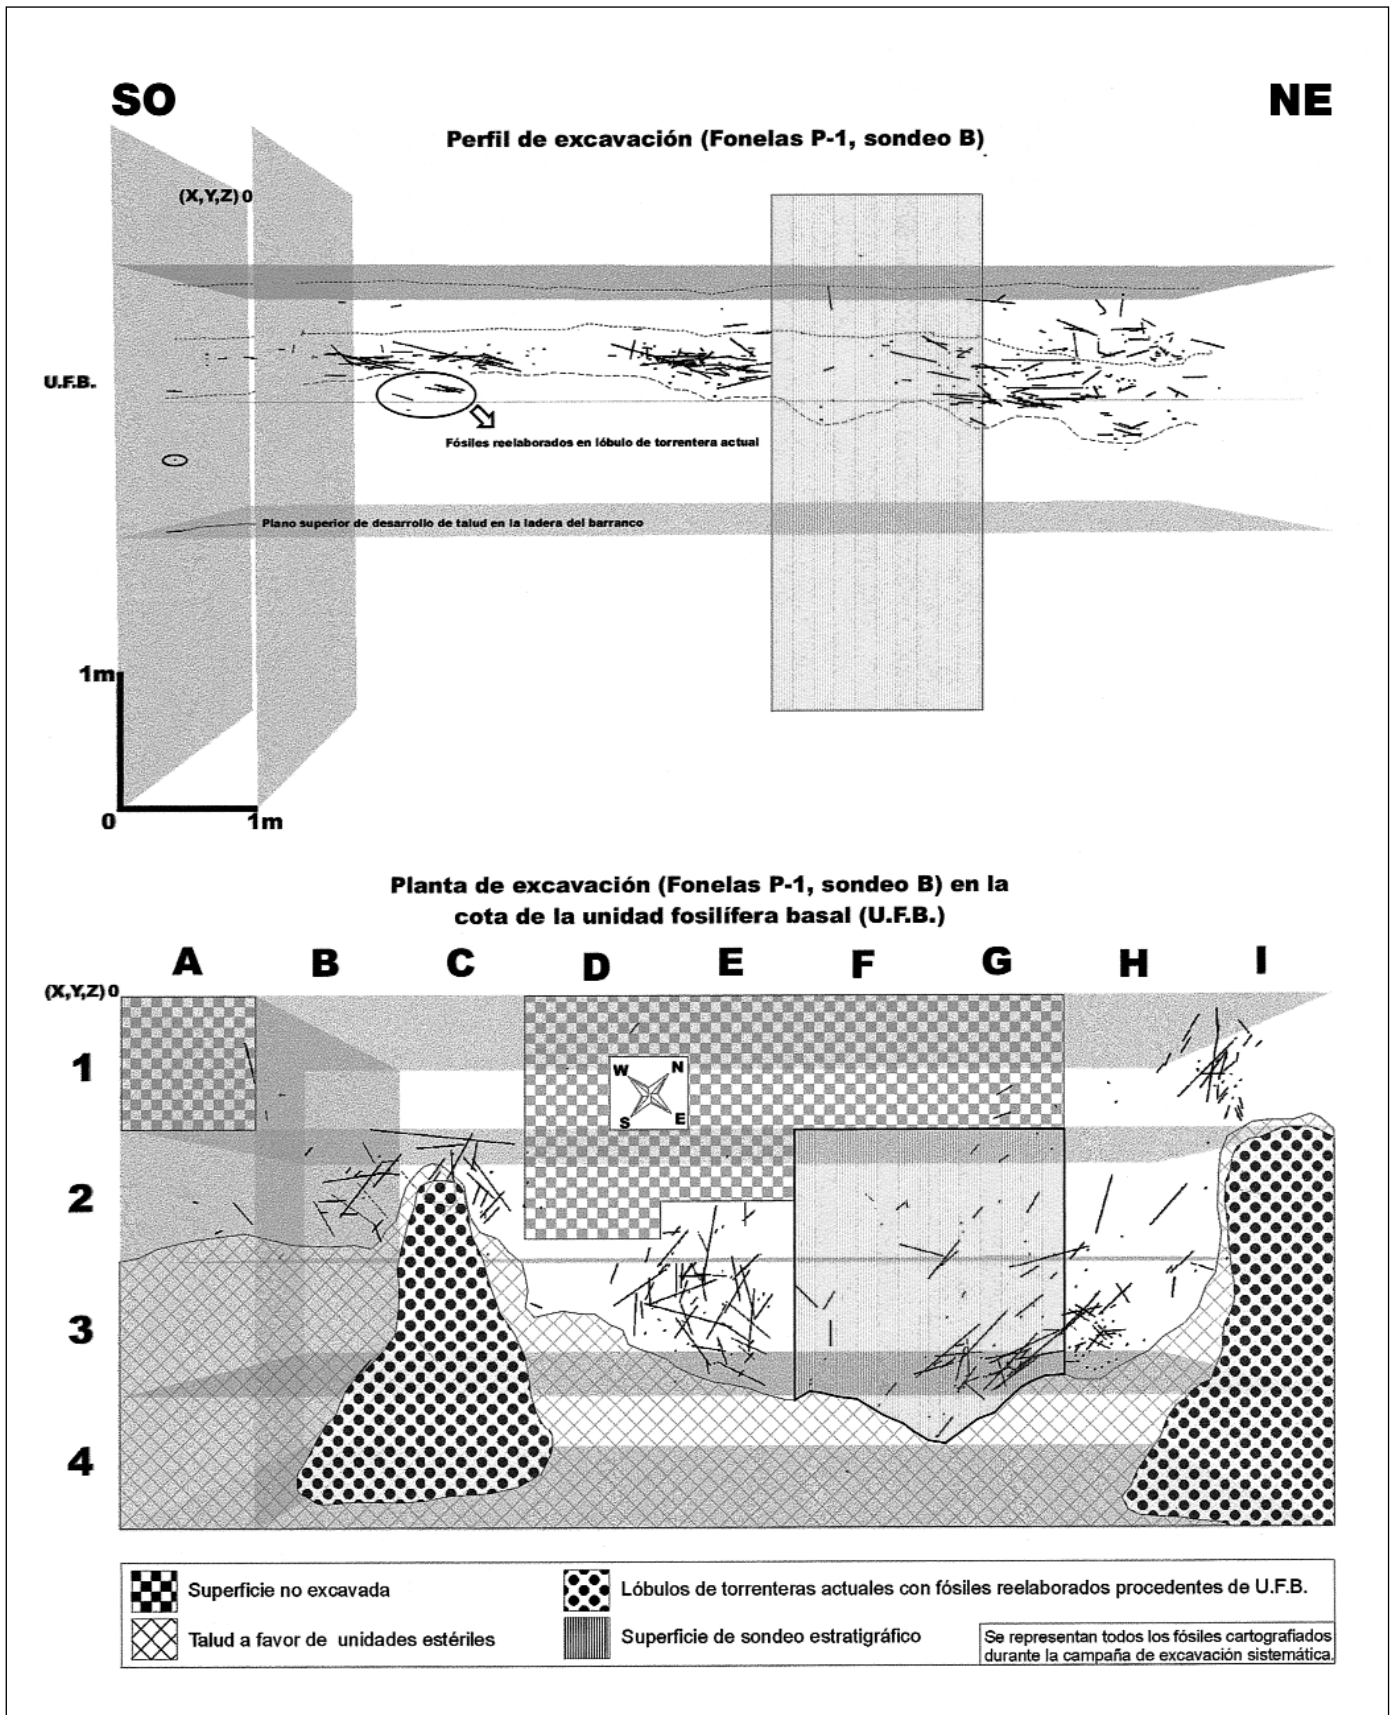 SO
NE
Perfil de excavación (Fonelas P-1, sondeo B)
(X,Y,Z) 0
U.F.B.
Fósiles reelaborados en lóbulo de torrentera actual
Plano superior de desarrollo de talud en la ladera del barranco
1m
0
1m
Planta de excavación (Fonelas P-1, sondeo B) en la
cota de la unidad fosilífera basal (U.F.B.)
A B C D E F G H I
(X,Y,Z) 0
1
W N
S E
2
3
4
Superficie no excavada
Lóbulos de torrenteras actuales con fósiles reelaborados procedentes de U.F.B.
Talud a favor de unidades estériles
Superficie de sondeo estratigráfico
Se representan todos los fósiles cartografiados
durante la campaña de excavación sistemática.